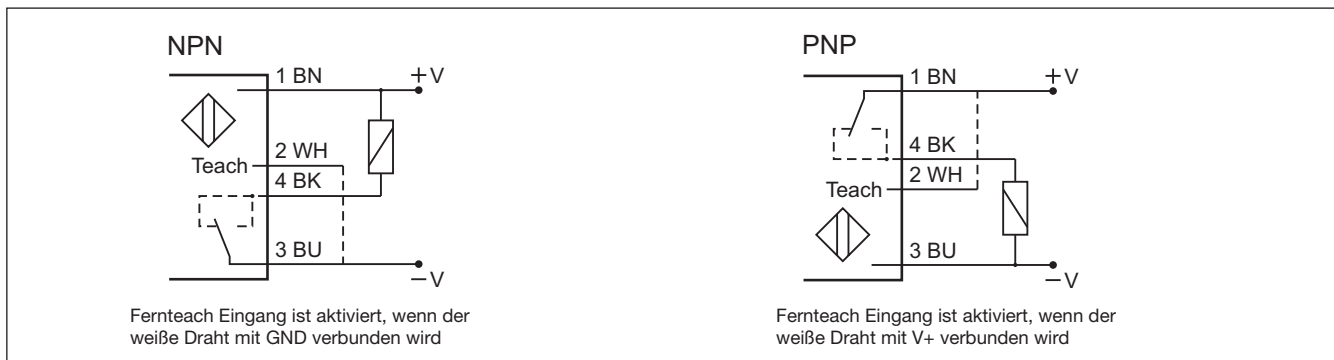 NPN
1 BN
+V
2 WH
Teach
4 BK
3 BU
−V
Fernteach Eingang ist aktiviert, wenn der
weiße Draht mit GND verbunden wird
PNP
1 BN
+V
4 BK
2 WH
Teach
3 BU
−V
Fernteach Eingang ist aktiviert, wenn der
weiße Draht mit V+ verbunden wird